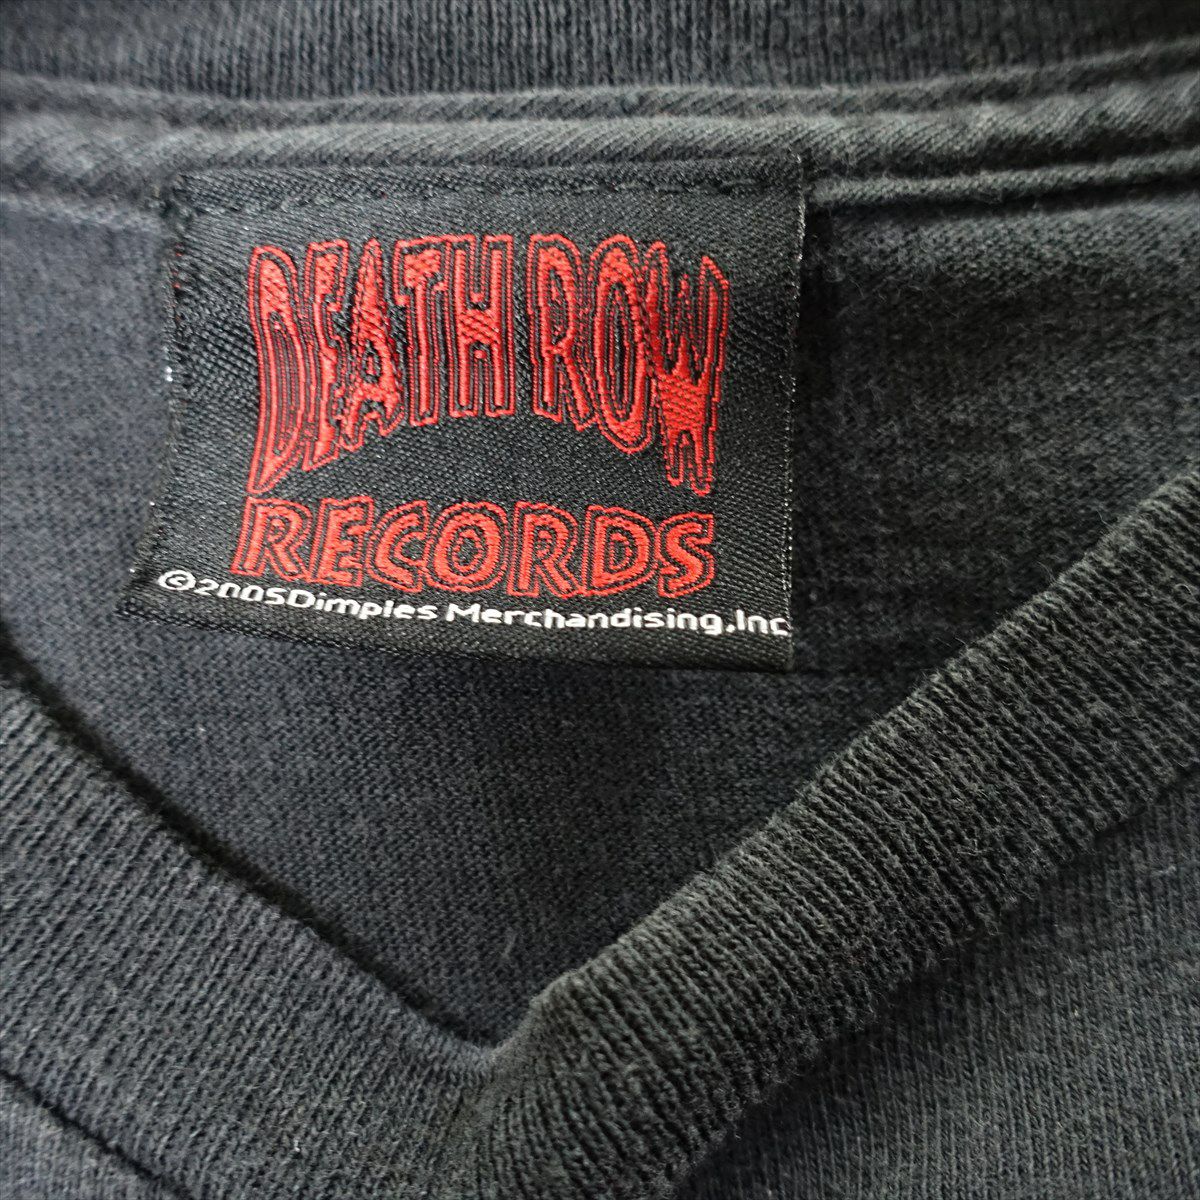 DEATH ROW
RECORDS
©2005Dimples Merchandising,Inc